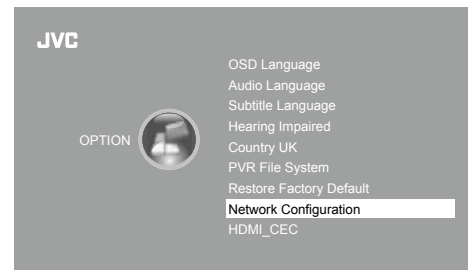 JVC
OPTION
OSD Language
Audio Language
Subtitle Language
Hearing Impaired
Country UK
PVR File System
Restore Factory Default
Network Configuration
HDMI_CEC